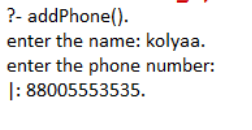 ?- addPhone().
enter the name: kolyaa.
enter the phone number:
|: 88005553535.